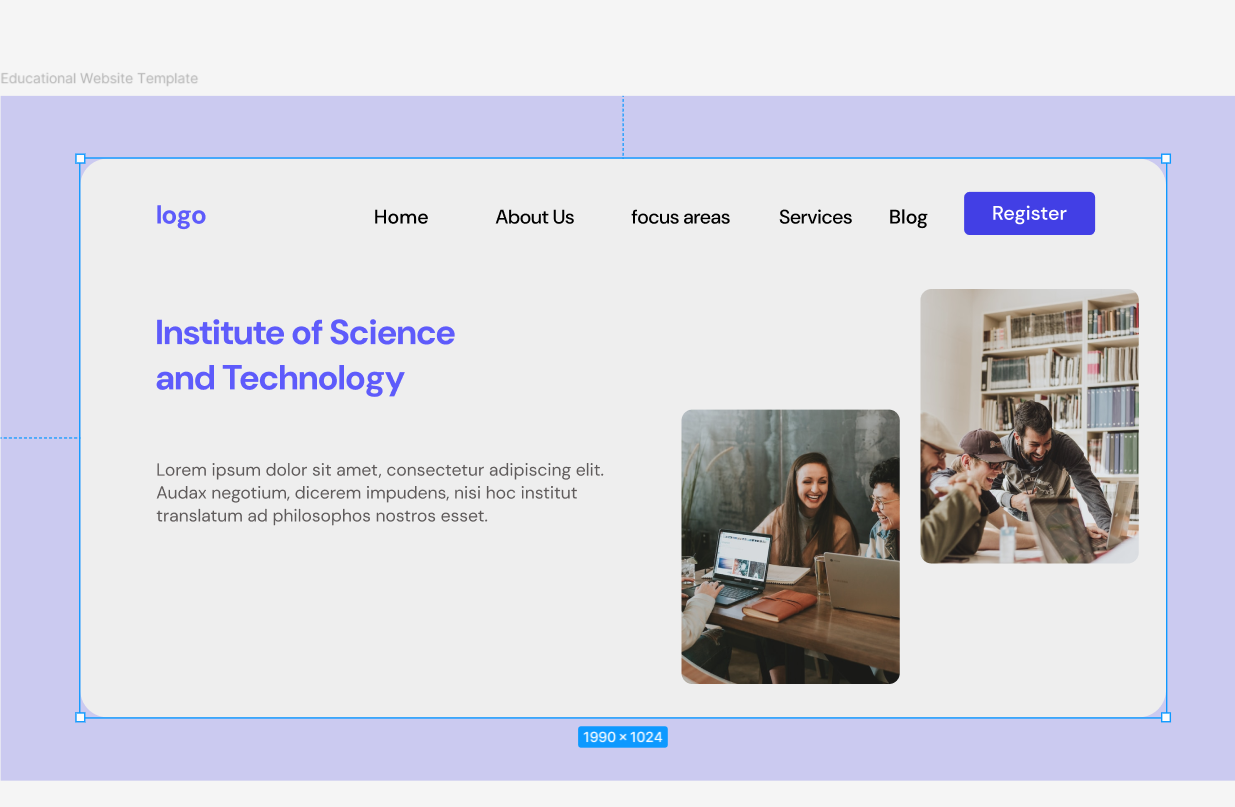 Educational Website Template
logo
Home
About Us
focus areas
Services
Blog
Register
Institute of Science
and Technology
Lorem ipsum dolor sit amet, consectetur adipiscing elit.
Audax negotium, dicerem impudens, nisi hoc institut
translatum ad philosophos nostros esset.
1990 × 1024